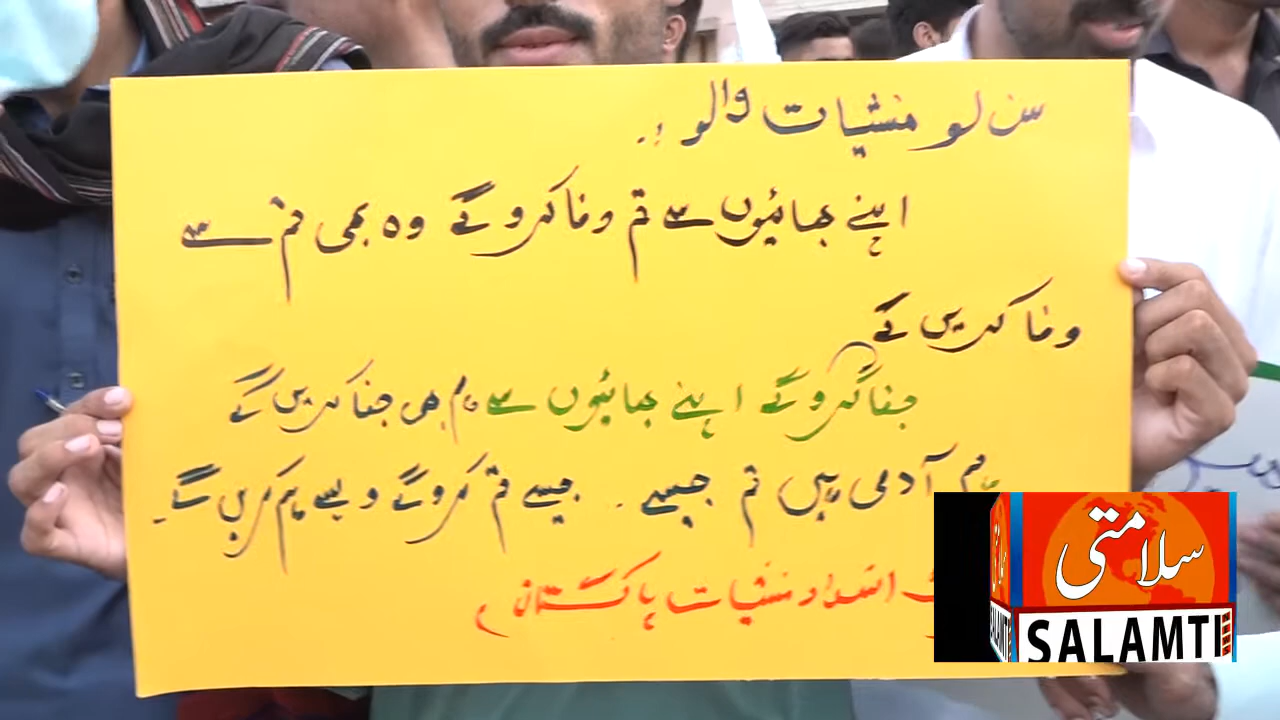 سن لو منشیات والو :.
اپنے بھائیوں سے تم وفا کرو گے وہ بھی تم سے
وفا کریں گے
جفا کرو گے اپنے بھائیوں سے ہم بھی جفا کریں گے
ہم آدمی ہیں تم جیسے . جیسے تم کرو گے ویسے ہم کریں گے.
انسداد منشیات پاکستان )
سلامتی
SALAMTI